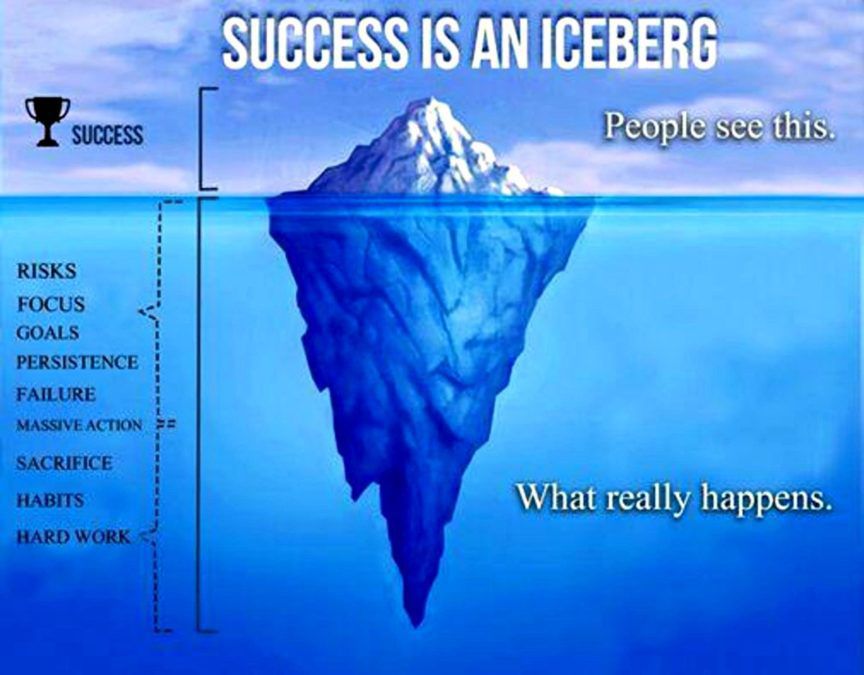 SUCCESS IS AN ICEBERG
SUCCESS
People see this.
RISKS
FOCUS
GOALS
PERSISTENCE
FAILURE
MASSIVE ACTION
SACRIFICE
HABITS
HARD WORK
What really happens.